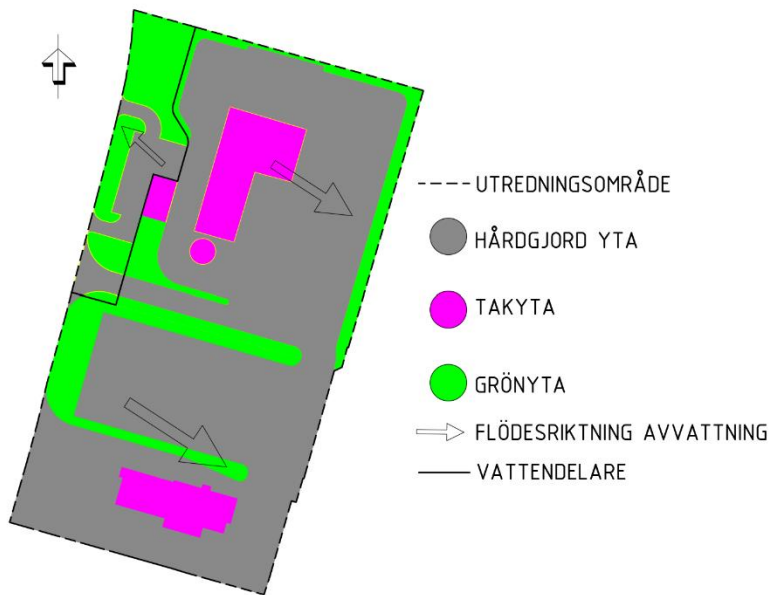 UTREDNINGSOMRÅDE
HÅRDGJORD YTA
TAKYTA
GRÖNYTA
FLÖDESRIKTNING AVVATTNING
VATTENDELARE